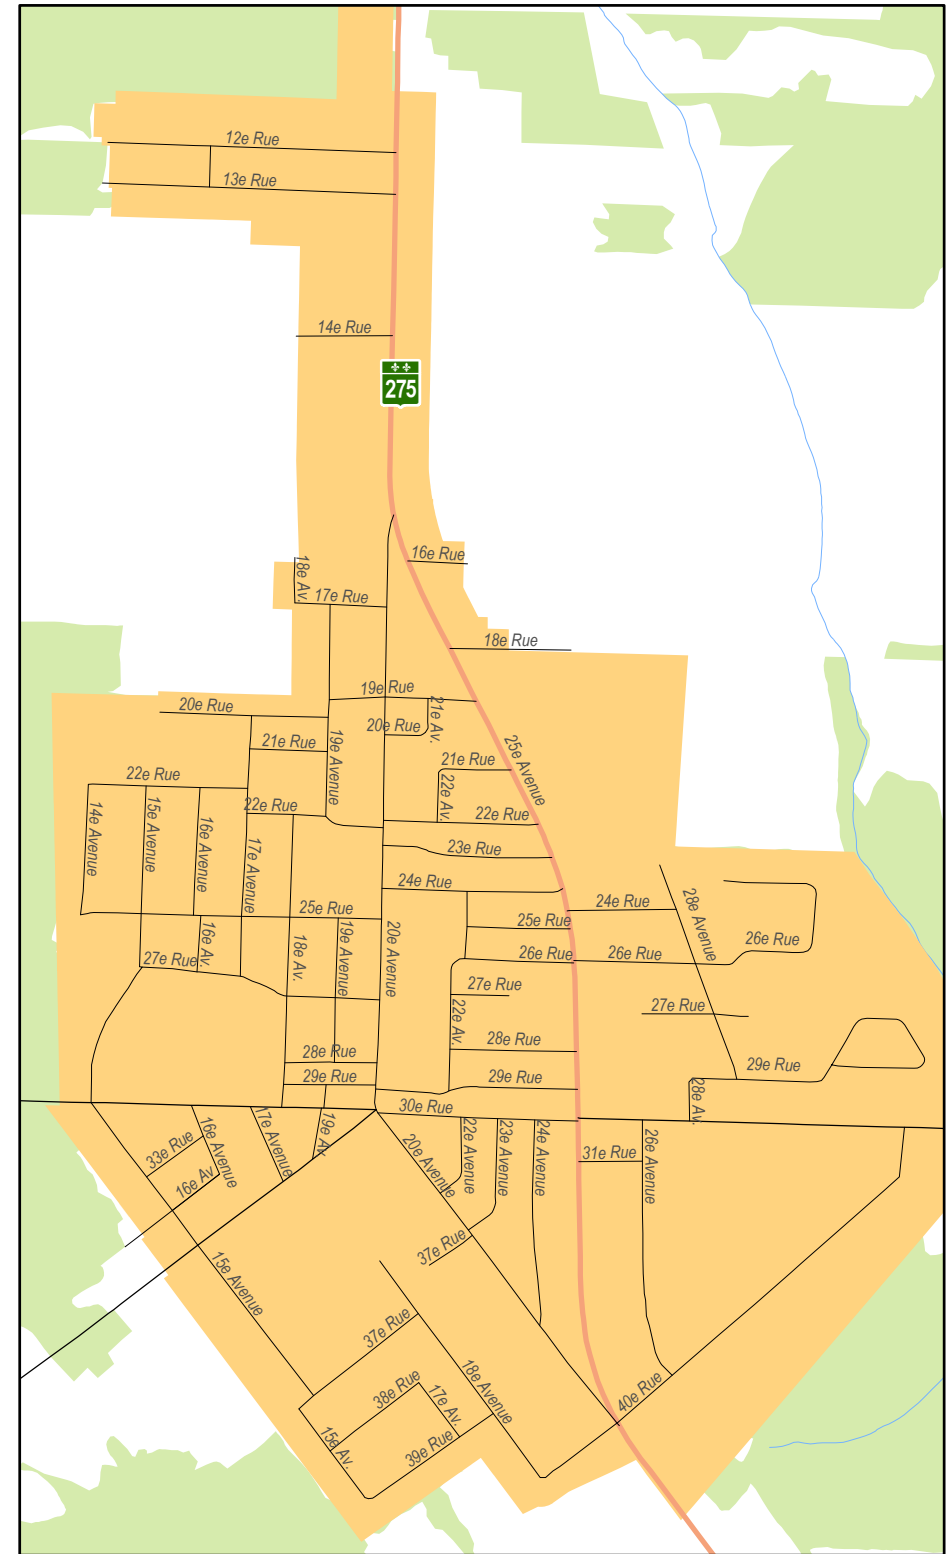 12e Rue
13e Rue
14e Rue
275
16e Rue
18e Av.
17e Rue
18e Rue
19e Rue
20e Rue
20e Rue
21e Av.
21e Rue
19e Avenue
25e Avenue
21e Rue
22e Rue
22e Av.
22e Rue
22e Rue
14e Avenue
15e Avenue
16e Avenue
17e Avenue
23e Rue
24e Rue
24e Rue
28e Avenue
25e Rue
25e Rue
26e Rue
26e Rue
26e Rue
16e Av.
18e Av.
19e Avenue
20e Avenue
27e Rue
27e Rue
27e Rue
22e Av.
28e Rue
28e Rue
29e Rue
29e Rue
29e Rue
28e Av.
30e Rue
16e Avenue
17e Avenue
19e Av.
20e Avenue
22e Avenue
23e Avenue
24e Avenue
26e Avenue
31e Rue
33e Rue
16e Av.
15e Avenue
37e Rue
37e Rue
18e Avenue
38e Rue
17e Av.
40e Rue
15e Av.
39e Rue